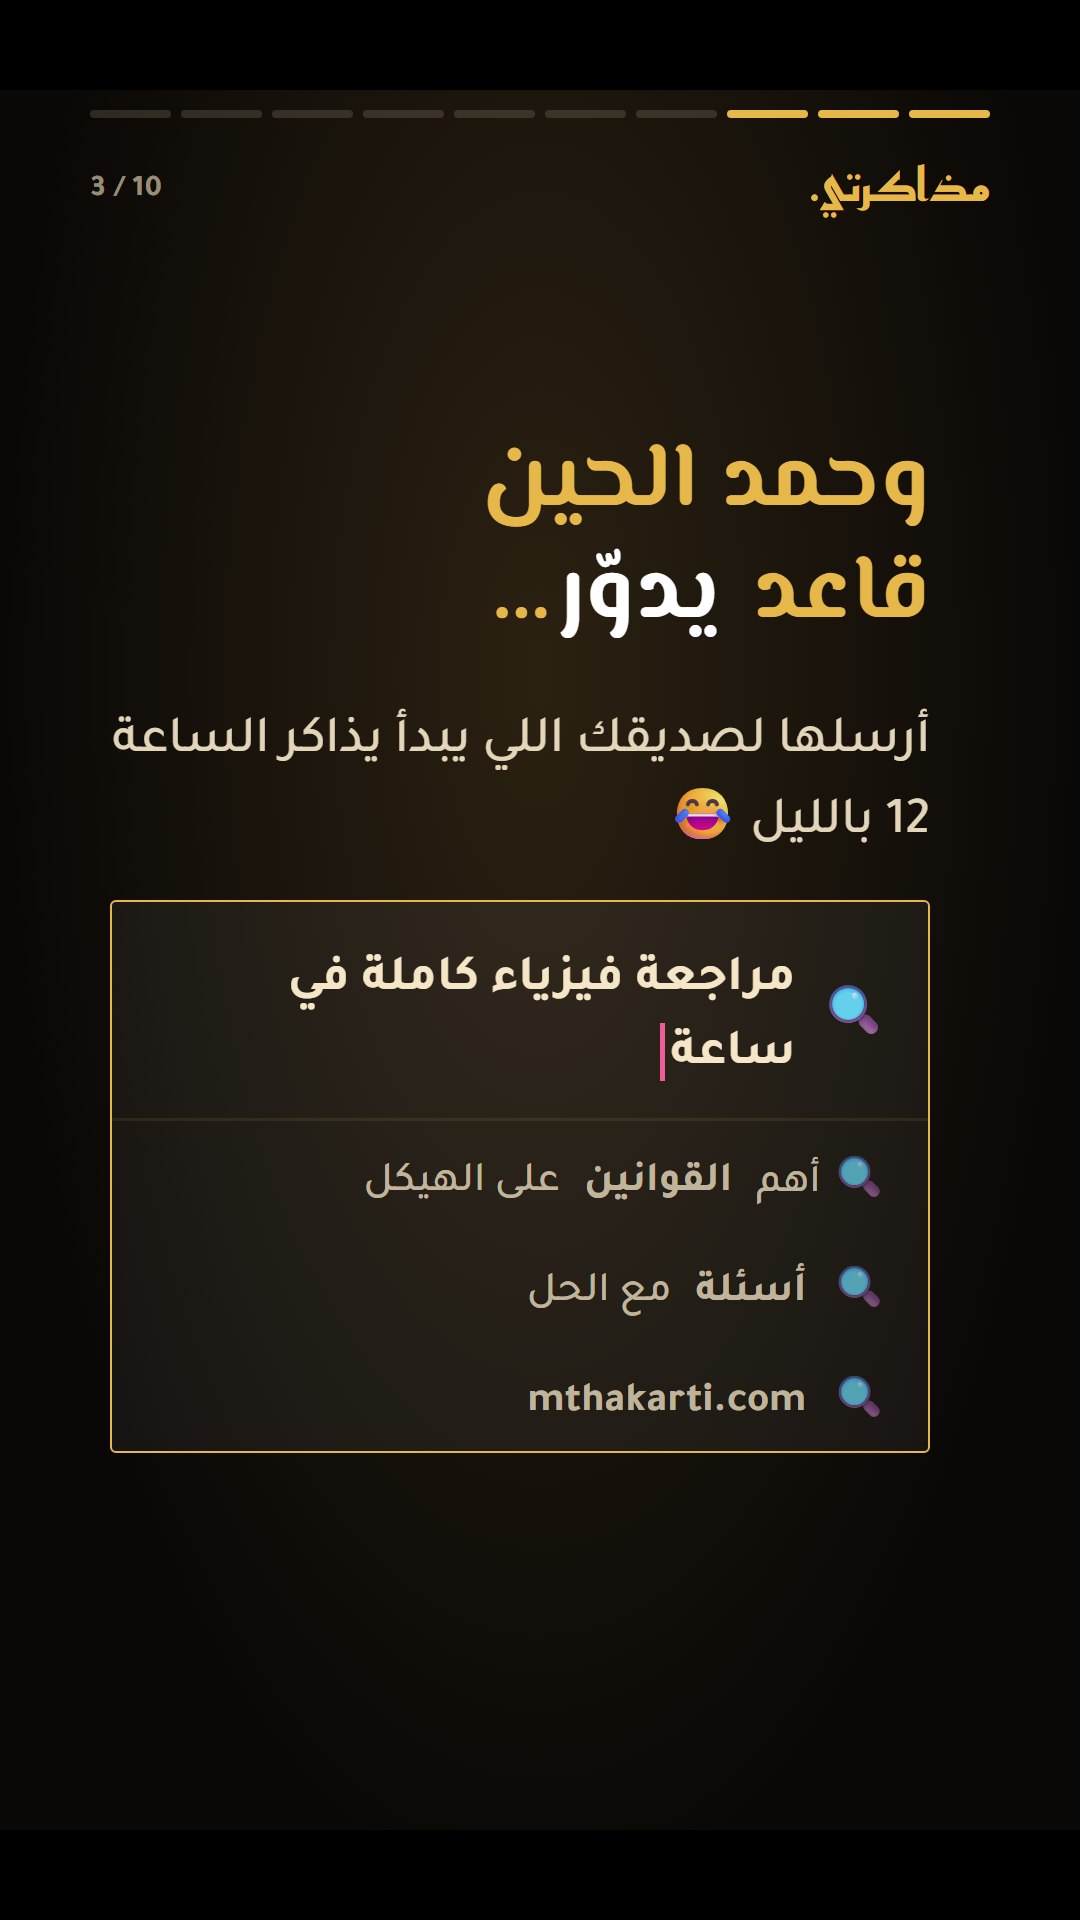 مذاكرتي.
3 / 10
وحمد الحين
قاعد يدوّر...
أرسلها لصديقك اللي يبدأ يذاكر الساعة
12 بالليل 😂
مراجعة فيزياء كاملة في
ساعة
أهم القوانين على الهيكل
أسئلة مع الحل
mthakarti.com